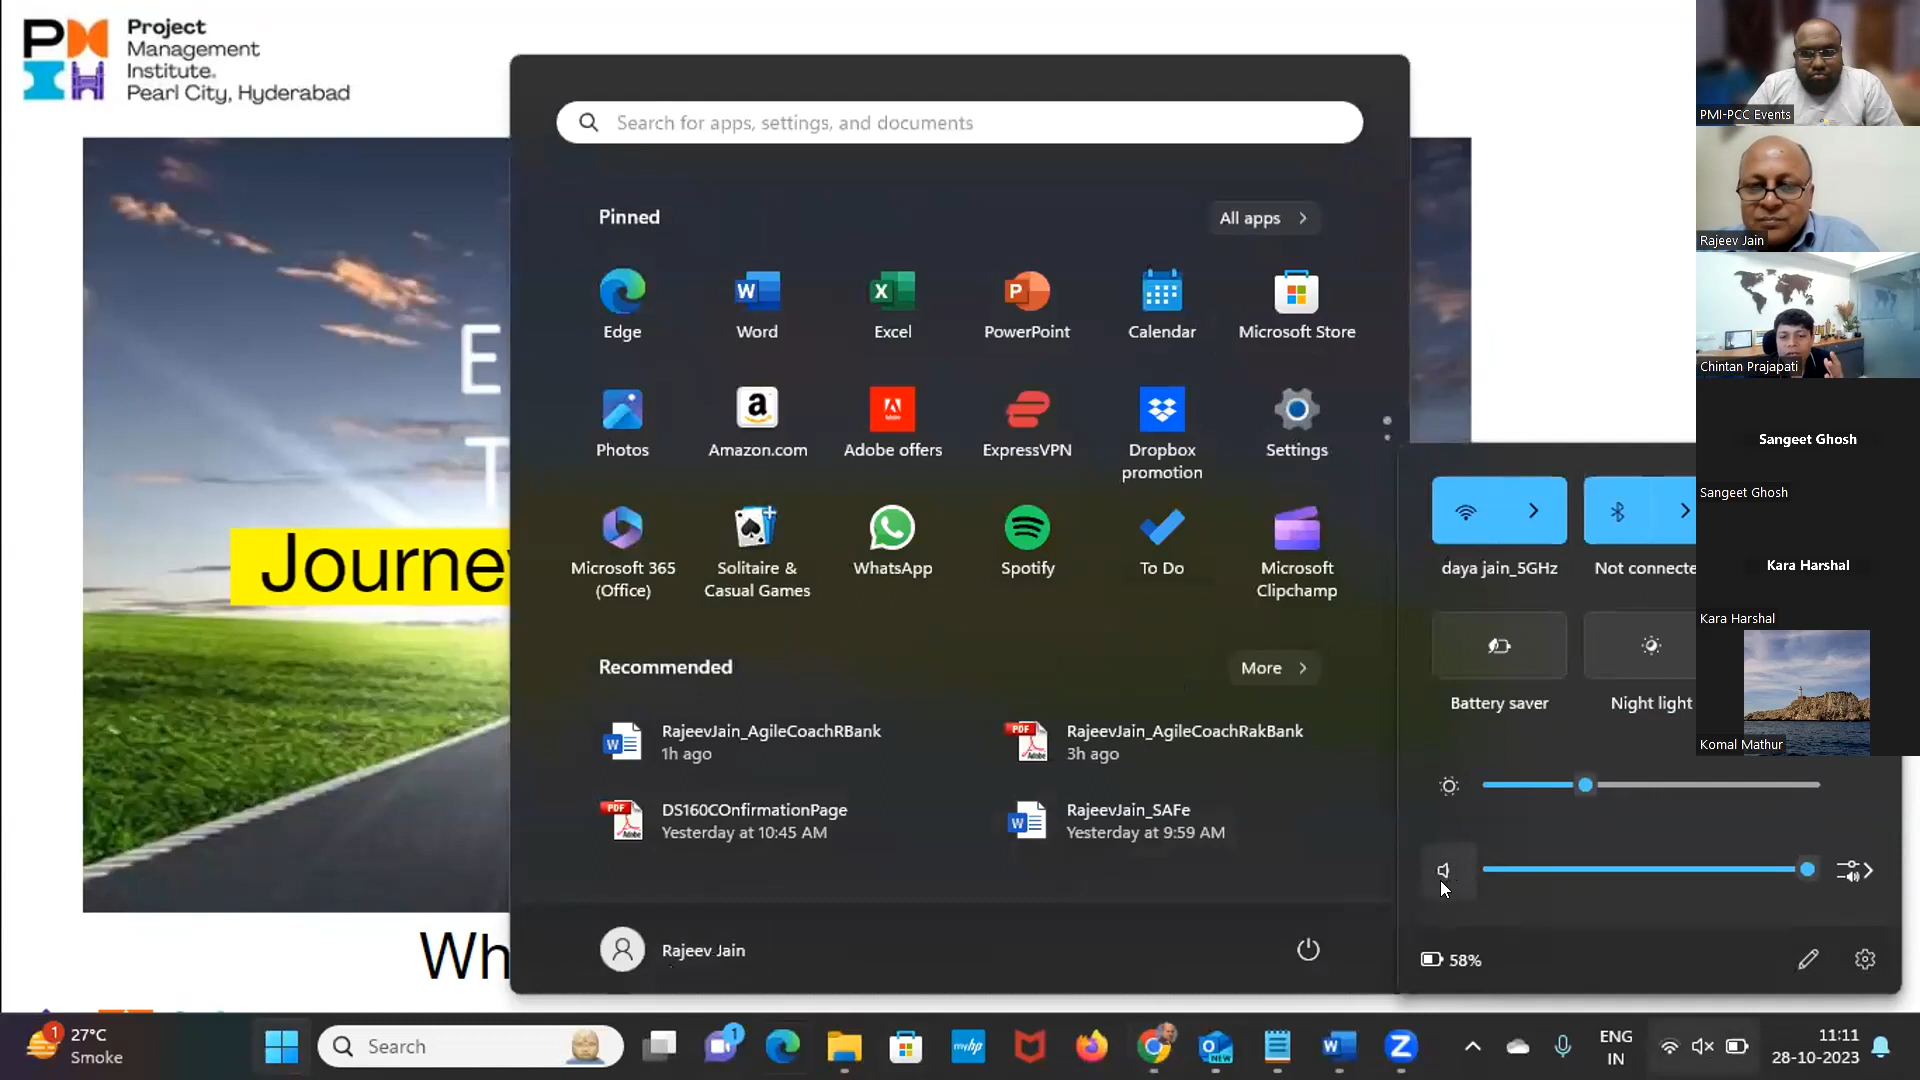 Project
Management
Institute.
Pearl City, Hyderabad
E
T
Journey
Wh
Search for apps, settings, and documents
Pinned
All apps
Edge
Word
Excel
PowerPoint
Calendar
Microsoft Store
Photos
Amazon.com
Adobe offers
ExpressVPN
Dropbox
promotion
Settings
Microsoft 365
(Office)
Solitaire &
Casual Games
WhatsApp
Spotify
To Do
Microsoft
Clipchamp
Recommended
More
RajeevJain_AgileCoachRBank
1h ago
RajeevJain_AgileCoachRakBank
3h ago
DS160COnfirmationPage
Yesterday at 10:45 AM
RajeevJain_SAFe
Yesterday at 9:59 AM
Rajeev Jain
daya jain_5GHz
Not connecte
Battery saver
Night light
58%
PMI-PCC Events
Rajeev Jain
Chintan Prajapati
Sangeet Ghosh
Sangeet Ghosh
Kara Harshal
Kara Harshal
Komal Mathur
1
27°C
Smoke
Search
1
myhp
NEW
ENG
IN
11:11
28-10-2023